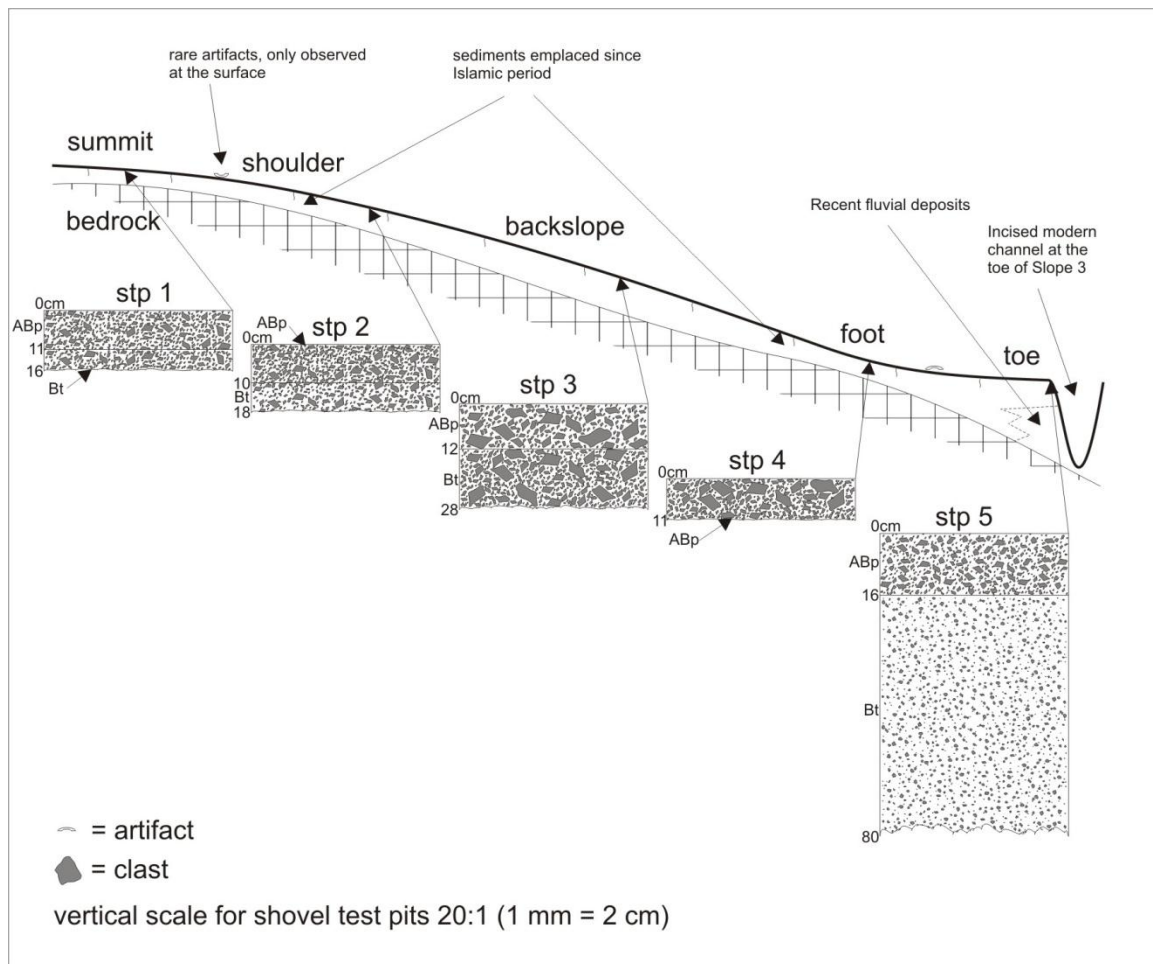 rare artifacts, only observed
at the surface
sediments emplaced since
Islamic period
summit
shoulder
bedrock
backslope
Recent fluvial deposits
Incised modern
channel at the
toe of Slope 3
foot
toe
stp 1
0cm
ABp
11
16
Bt
stp 2
ABp
0cm
10
Bt
18
stp 3
0cm
ABp
12
Bt
28
stp 4
0cm
11
ABp
stp 5
0cm
ABp
16
Bt
80
= artifact
= clast
vertical scale for shovel test pits 20:1 (1 mm = 2 cm)